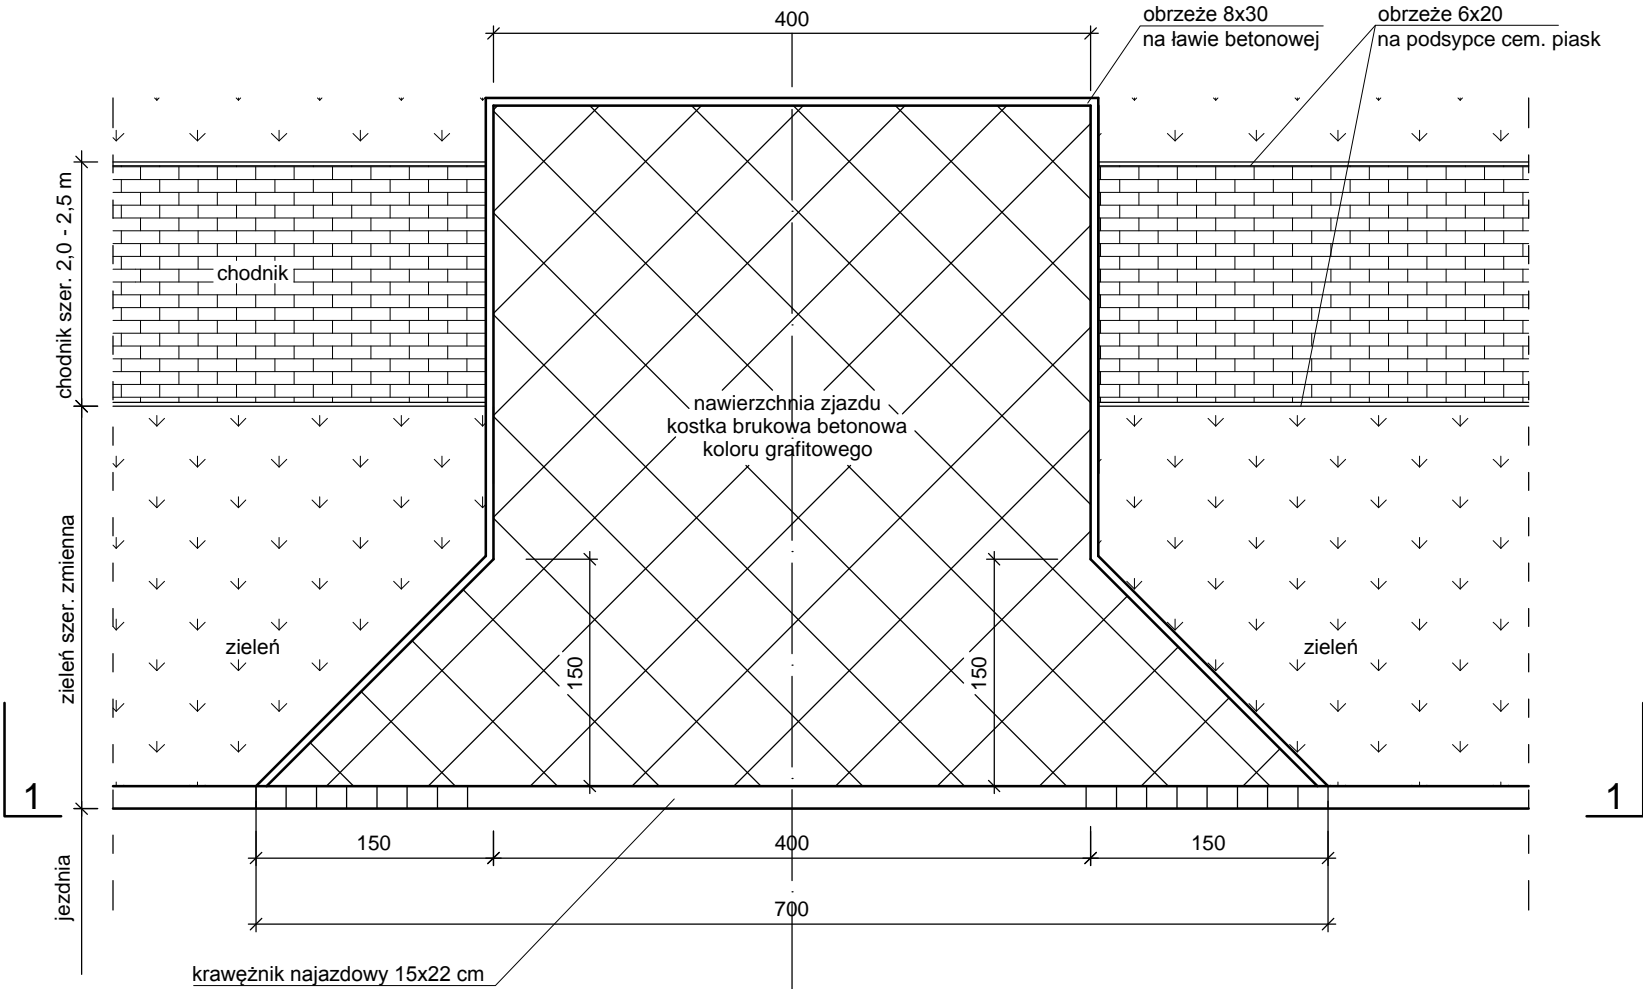 400
obrzeże 8x30
na ławie betonowej
obrzeże 6x20
na podsypce cem. piask
chodnik szer. 2,0 - 2,5 m
chodnik
nawierzchnia zjazdu
kostka brukowa betonowa
koloru grafitowego
zieleń szer. zmienna
zieleń
150
150
zieleń
1
1
150
400
150
jezdnia
700
krawężnik najazdowy 15x22 cm